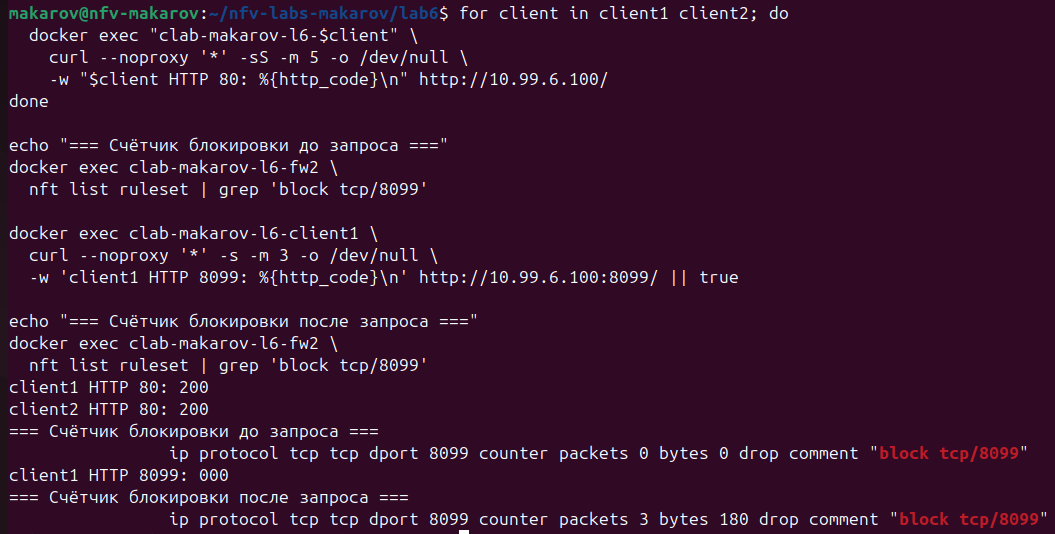 makarov@nfv-makarov:~/nfv-labs-makarov/lab6$ for client in client1 client2; do
  docker exec "clab-makarov-l6-$client" \
    curl --noproxy '*' -sS -m 5 -o /dev/null \
    -w "$client HTTP 80: %{http_code}\n" http://10.99.6.100/
done

echo "=== Счётчик блокировки до запроса ==="
docker exec clab-makarov-l6-fw2 \
  nft list ruleset | grep 'block tcp/8099'

docker exec clab-makarov-l6-client1 \
  curl --noproxy '*' -s -m 3 -o /dev/null \
  -w 'client1 HTTP 8099: %{http_code}\n' http://10.99.6.100:8099/ || true

echo "=== Счётчик блокировки после запроса ==="
docker exec clab-makarov-l6-fw2 \
  nft list ruleset | grep 'block tcp/8099'
client1 HTTP 80: 200
client2 HTTP 80: 200
=== Счётчик блокировки до запроса ===
                ip protocol tcp tcp dport 8099 counter packets 0 bytes 0 drop comment "block tcp/8099"
client1 HTTP 8099: 000
=== Счётчик блокировки после запроса ===
                ip protocol tcp tcp dport 8099 counter packets 3 bytes 180 drop comment "block tcp/8099"